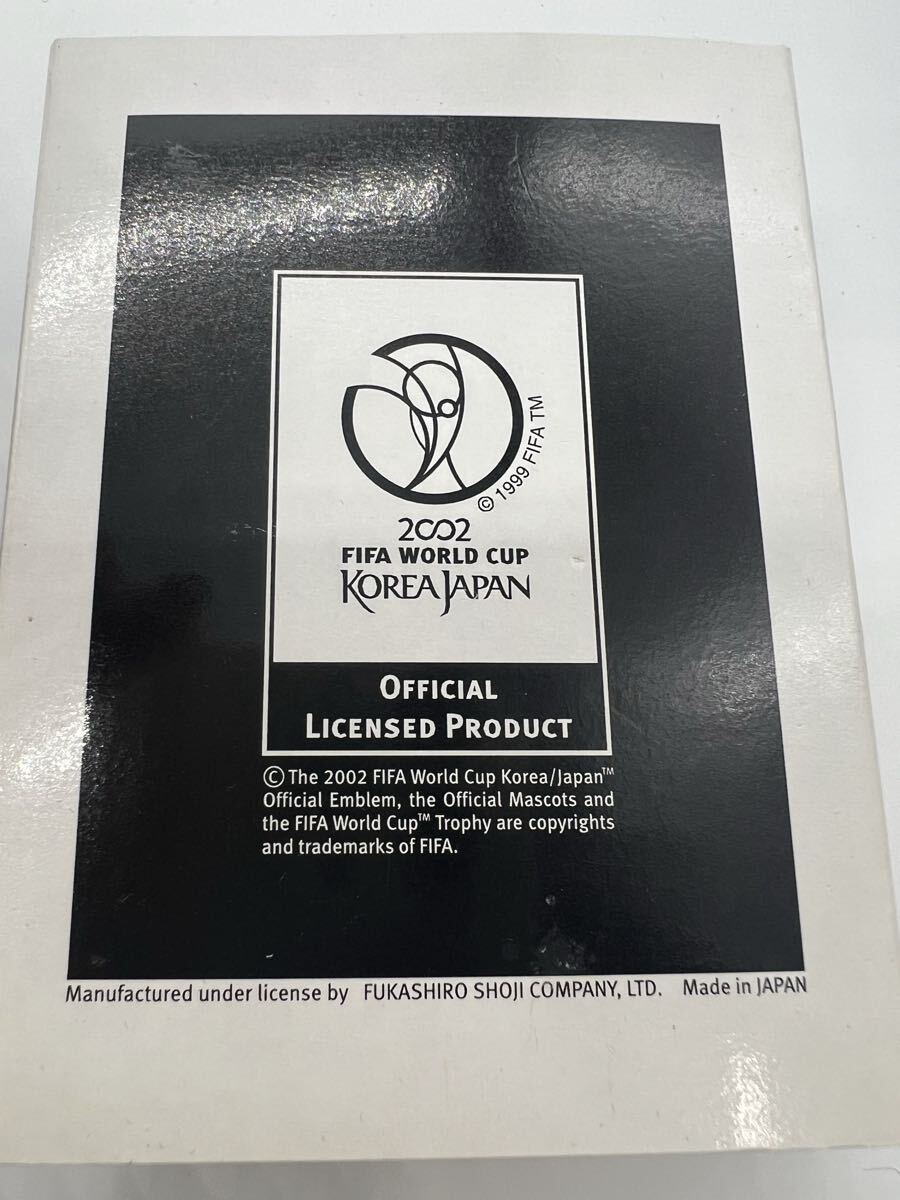 © 1999 FIFA TM
2002
FIFA WORLD CUP
KOREA JAPAN
OFFICIAL
LICENSED PRODUCT
© The 2002 FIFA World Cup Korea/Japan™
Official Emblem, the Official Mascots and
the FIFA World Cup™ Trophy are copyrights
and trademarks of FIFA.
Manufactured under license by FUKASHIRO SHOJI COMPANY, LTD. Made in JAPAN